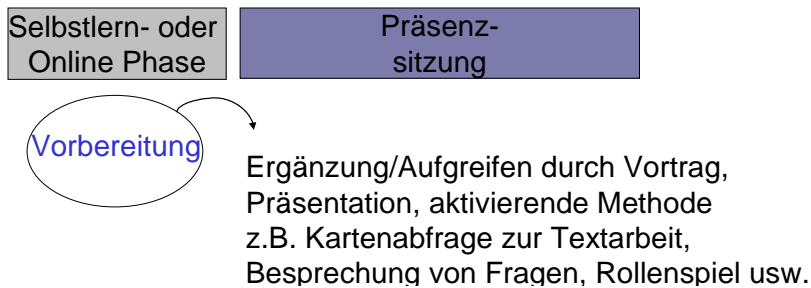 Selbstlern- oder
Online Phase
Präsenz-
sitzung
Vorbereitung
Ergänzung/Aufgreifen durch Vortrag,
Präsentation, aktivierende Methode
z.B. Kartenabfrage zur Textarbeit,
Besprechung von Fragen, Rollenspiel usw.